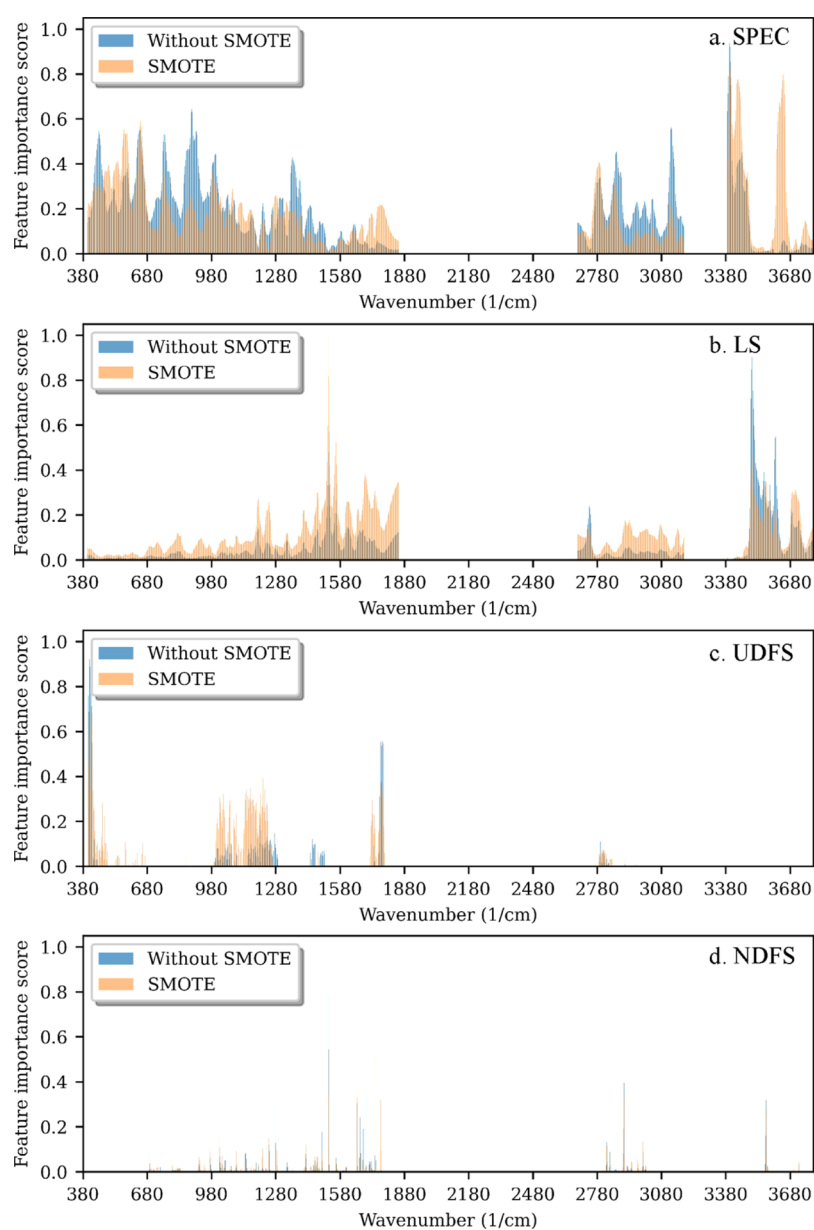 a. SPEC
Without SMOTE
SMOTE
Feature importance score
1.0
0.8
0.6
0.4
0.2
0.0
380 680 980 1280 1580 1880 2180 2480 2780 3080 3380 3680
Wavenumber (1/cm)
b. LS
Without SMOTE
SMOTE
Feature importance score
1.0
0.8
0.6
0.4
0.2
0.0
380 680 980 1280 1580 1880 2180 2480 2780 3080 3380 3680
Wavenumber (1/cm)
c. UDFS
Without SMOTE
SMOTE
Feature importance score
1.0
0.8
0.6
0.4
0.2
0.0
380 680 980 1280 1580 1880 2180 2480 2780 3080 3380 3680
Wavenumber (1/cm)
d. NDFS
Without SMOTE
SMOTE
Feature importance score
1.0
0.8
0.6
0.4
0.2
0.0
380 680 980 1280 1580 1880 2180 2480 2780 3080 3380 3680
Wavenumber (1/cm)